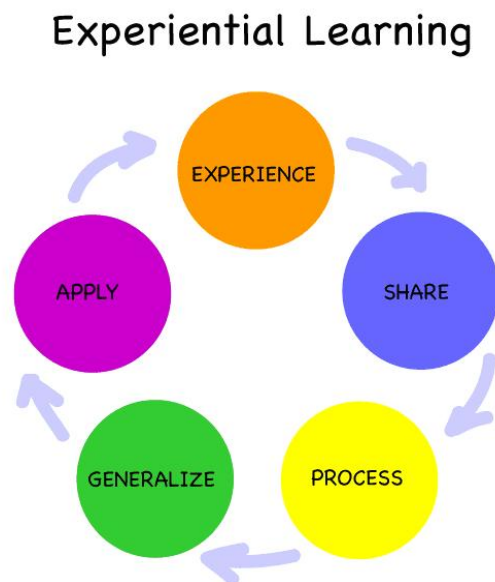 Experiential Learning
EXPERIENCE
SHARE
PROCESS
GENERALIZE
APPLY